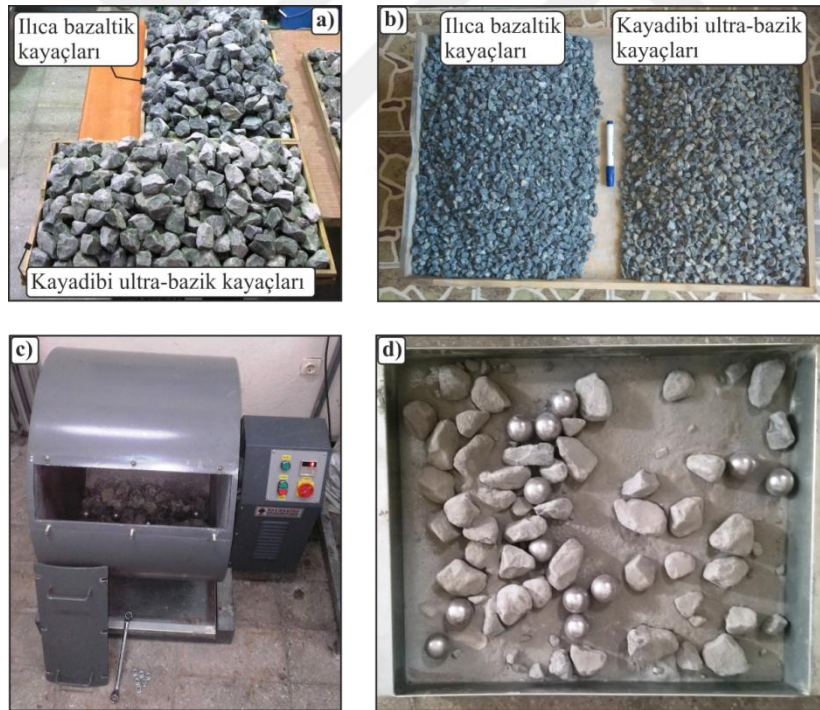 Ilıca bazaltik
kayaçları
a)
Kayadibi ultra-bazik kayaçları
b)
Ilıca bazaltik
kayaçları
Kayadibi ultra-bazik
kayaçları
c)
d)